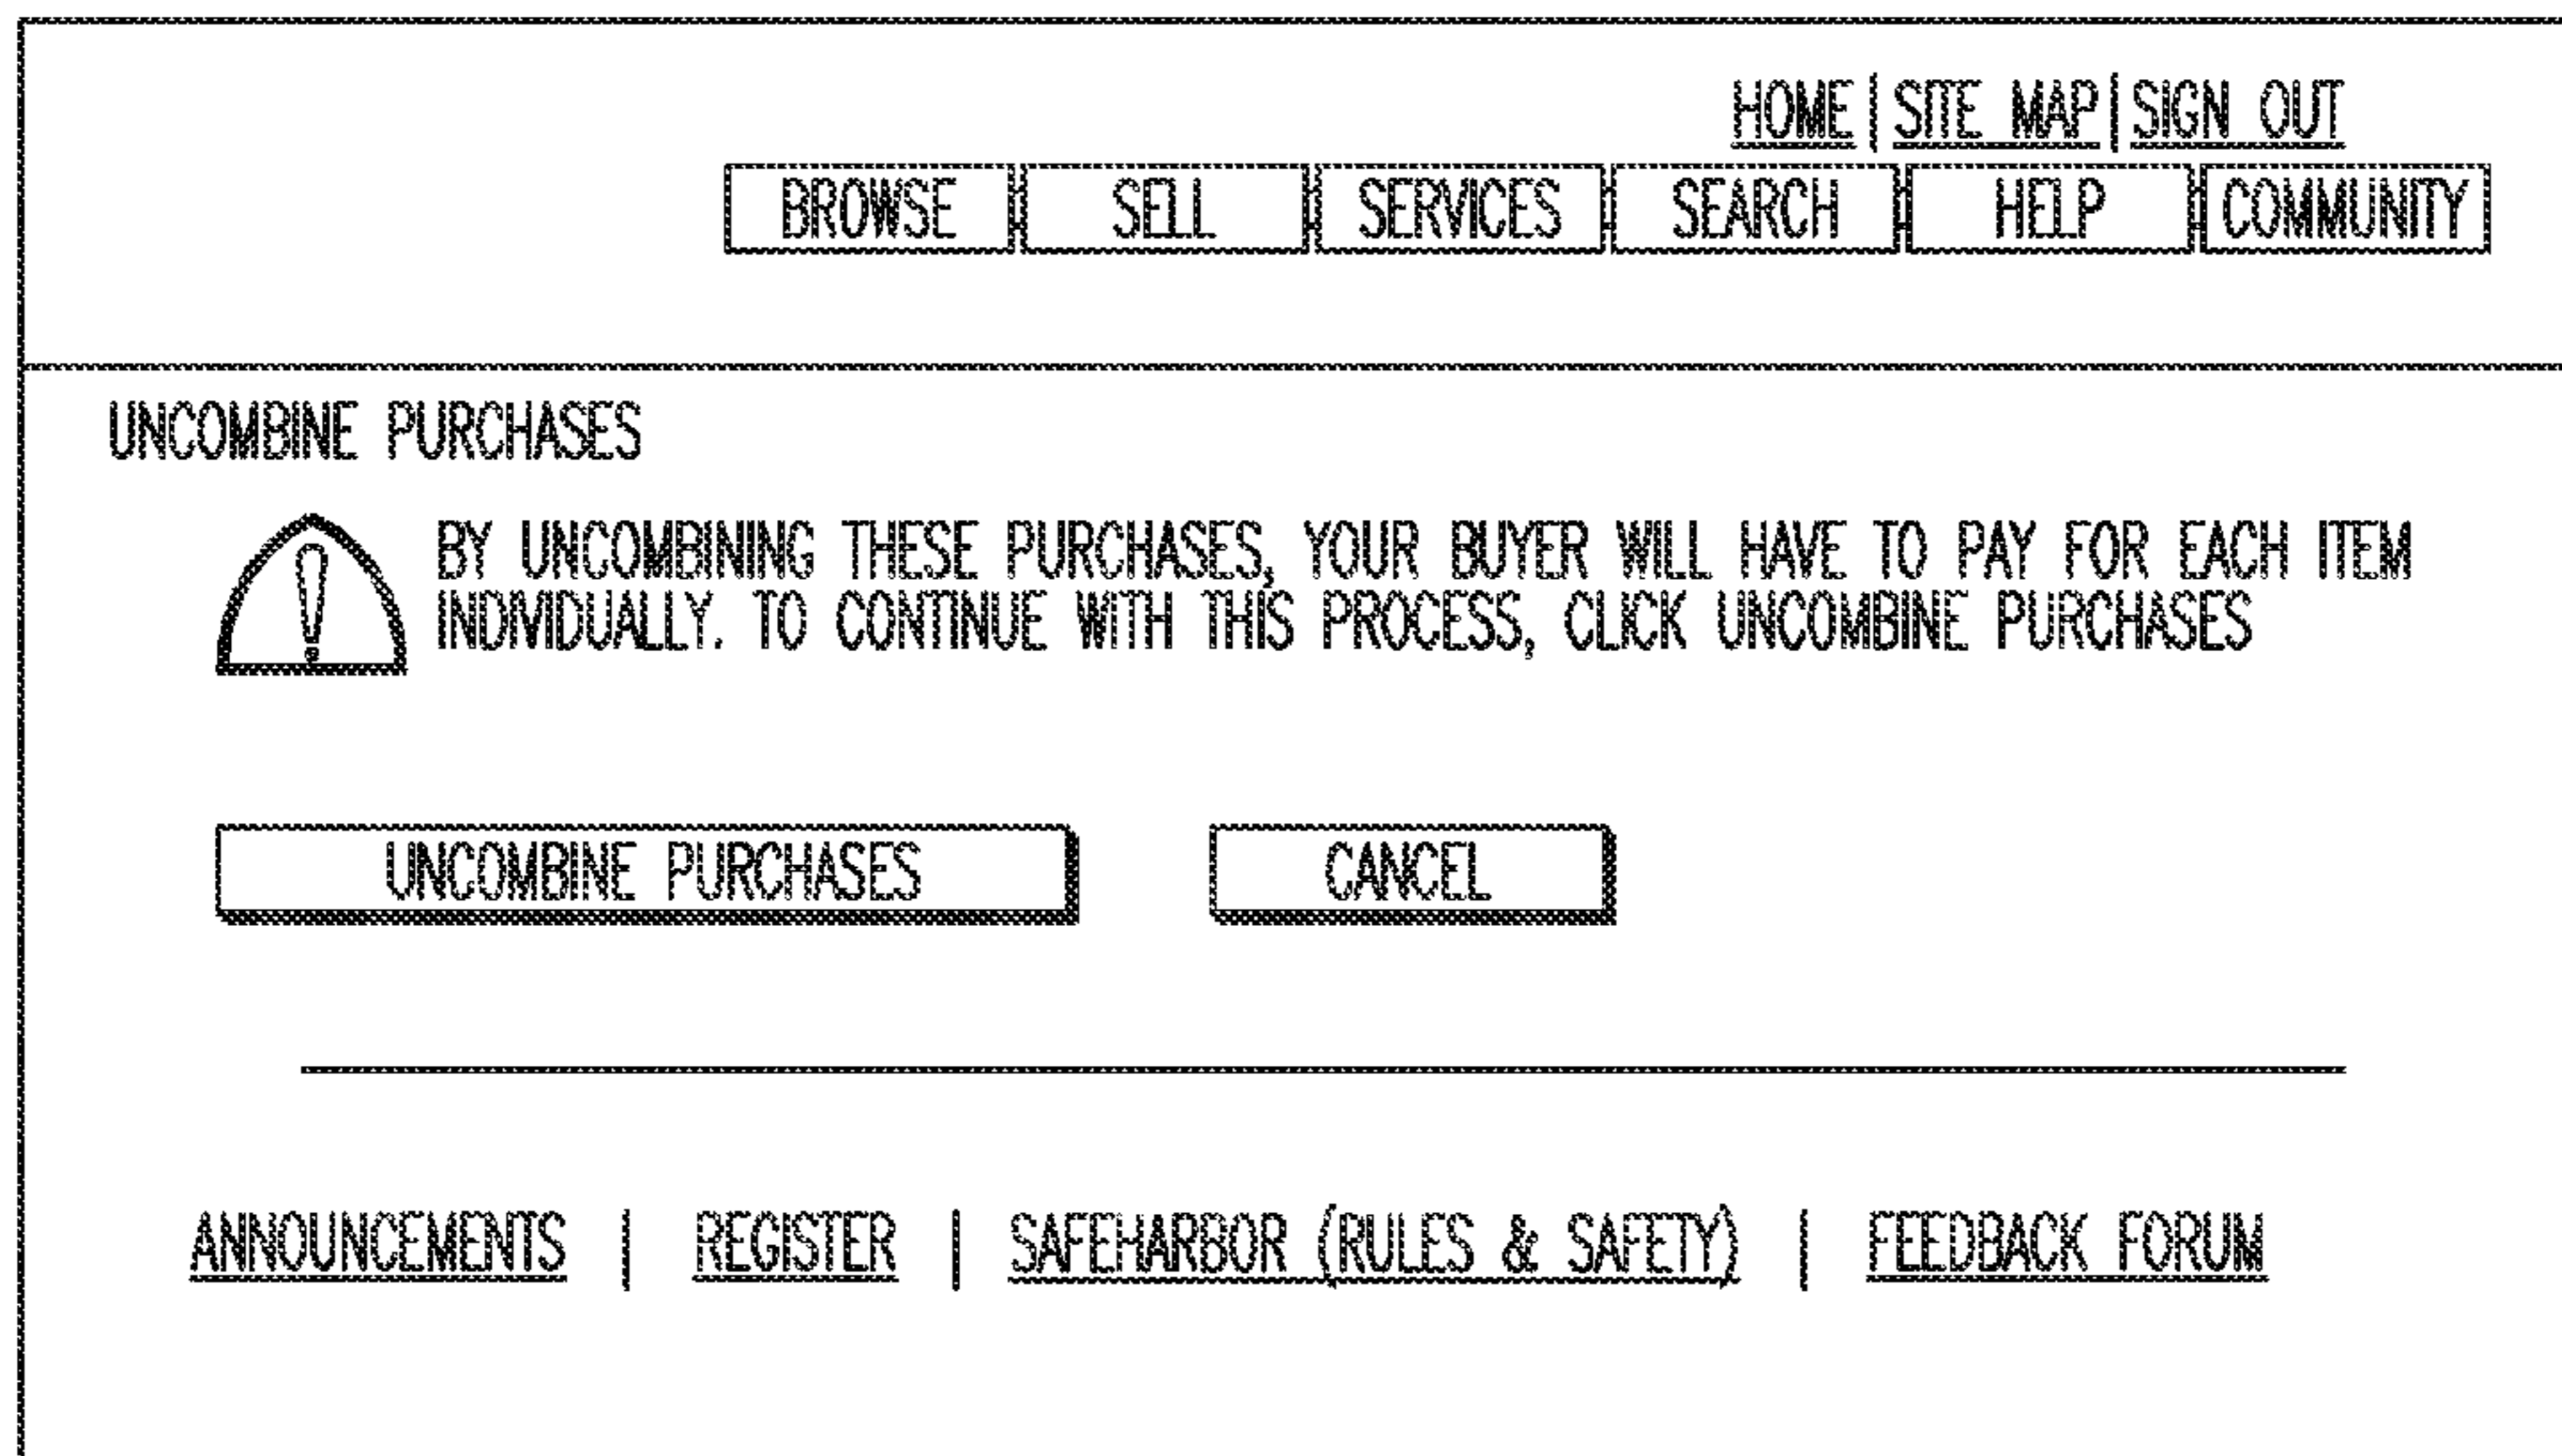 HOME | SITE MAP | SIGN OUT
BROWSE SELL SERVICES SEARCH HELP COMMUNITY
UNCOMBINE PURCHASES
! BY UNCOMBINING THESE PURCHASES, YOUR BUYER WILL HAVE TO PAY FOR EACH ITEM
INDIVIDUALLY. TO CONTINUE WITH THIS PROCESS, CLICK UNCOMBINE PURCHASES
UNCOMBINE PURCHASES CANCEL
ANNOUNCEMENTS | REGISTER | SAFEHARBOR (RULES & SAFETY) | FEEDBACK FORUM